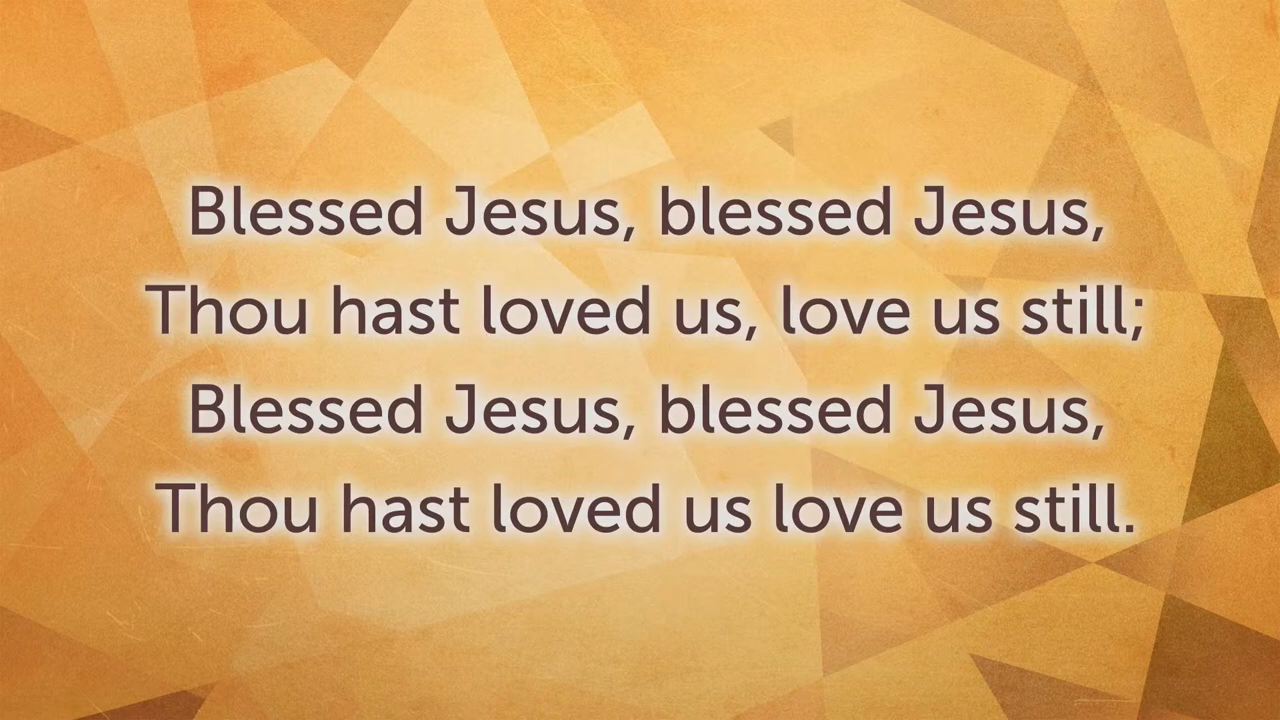 Blessed Jesus, blessed Jesus,
Thou hast loved us, love us still;
Blessed Jesus, blessed Jesus,
Thou hast loved us love us still.